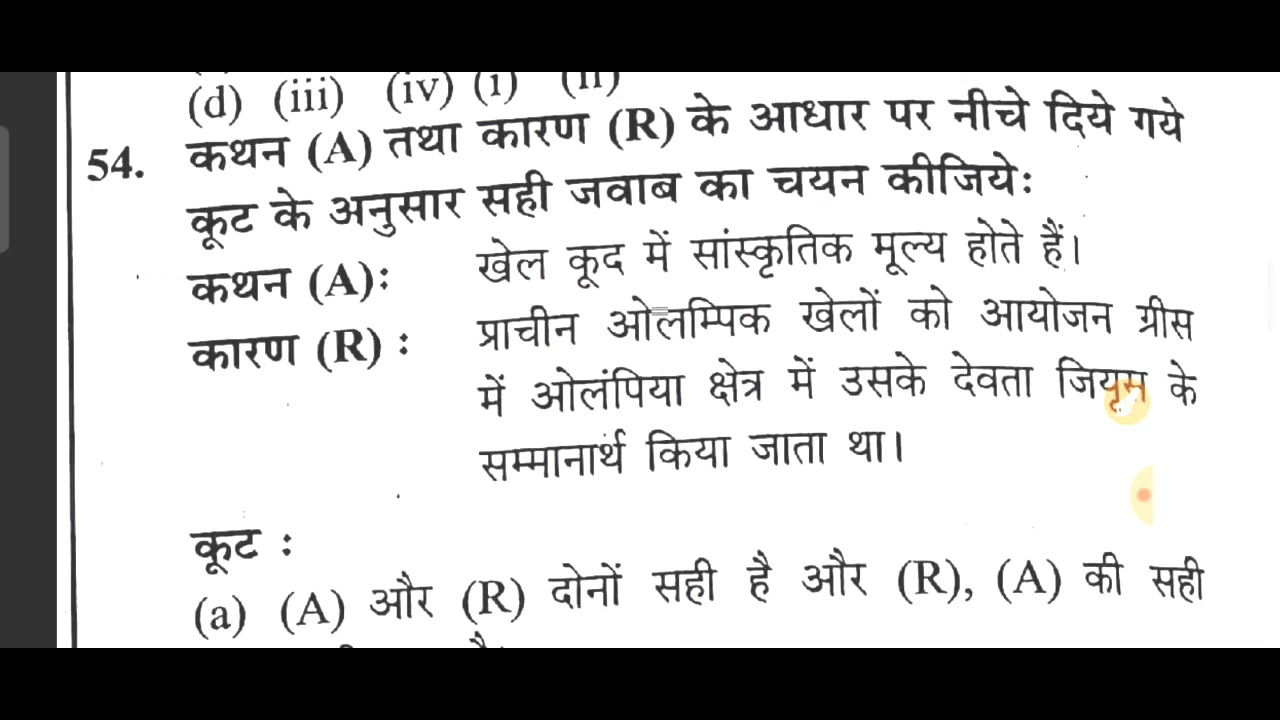 (d) (iii) (iv) (i) (ii)
54. कथन (A) तथा कारण (R) के आधार पर नीचे दिये गये
कूट के अनुसार सही जवाब का चयन कीजिये:
कथन (A): खेल कूद में सांस्कृतिक मूल्य होते हैं।
कारण (R) : प्राचीन ओलम्पिक खेलों को आयोजन ग्रीस
में ओलंपिया क्षेत्र में उसके देवता जियूस के
सम्मानार्थ किया जाता था।
कूट :
(a) (A) और (R) दोनों सही है और (R), (A) की सही